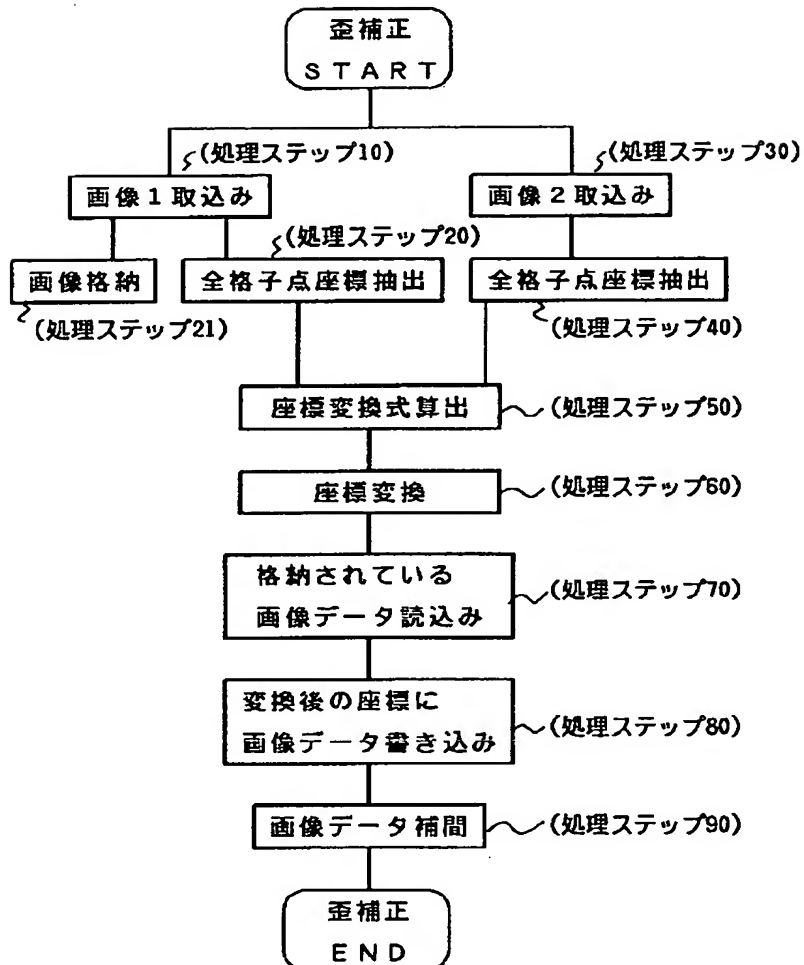 歪補正
START
(処理ステップ10)
(処理ステップ30)
画像1取込み
画像2取込み
(処理ステップ20)
画像格納
全格子点座標抽出
全格子点座標抽出
(処理ステップ21)
(処理ステップ40)
座標変換式算出
(処理ステップ50)
座標変換
(処理ステップ60)
格納されている
画像データ読込み
(処理ステップ70)
変換後の座標に
画像データ書き込み
(処理ステップ80)
画像データ補間
(処理ステップ90)
歪補正
END